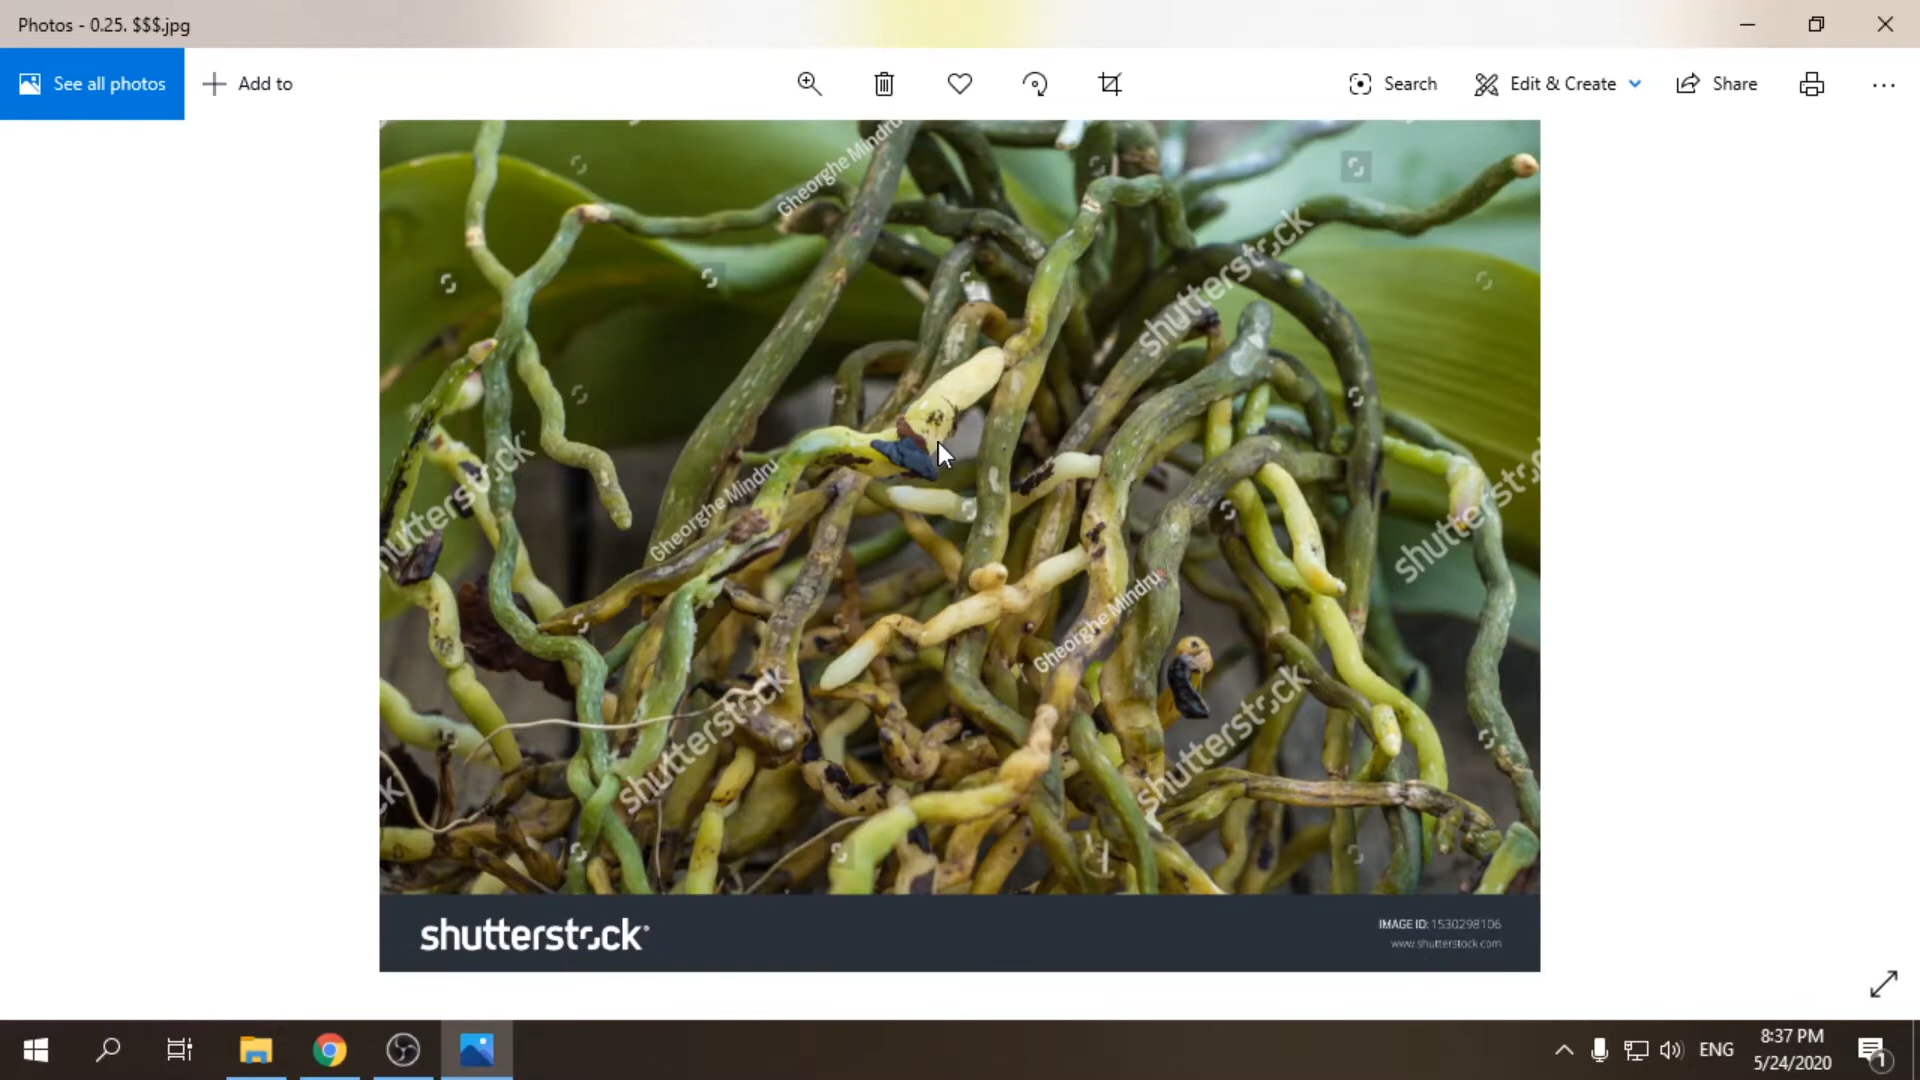 Photos - 0.25. $$$.jpg
See all photos
Add to
Search
Edit & Create
Share
Gheorghe Mindru
shutterstock
shutterstock
shutterstock
Gheorghe Mindru
Gheorghe Mindru
shutterstock
shutterstock
ck
shutterstock
IMAGE ID: 1530298106
www.shutterstock.com
ENG
8:37 PM
5/24/2020
1